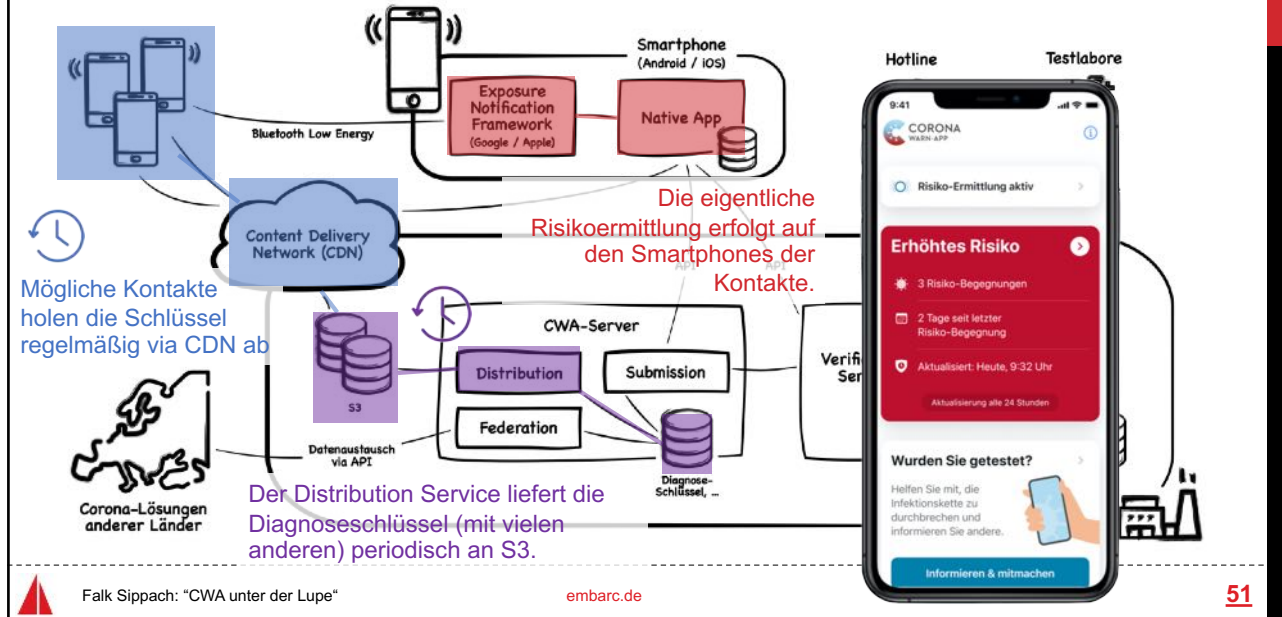 Smartphone
(Android / iOS)
Exposure
Notification
Framework
(Google / Apple)
Native App
Bluetooth Low Energy
Content Delivery
Network (CDN)
Mögliche Kontakte
holen die Schlüssel
regelmäßig via CDN ab
Die eigentliche
Risikoermittlung erfolgt auf
den Smartphones der
Kontakte.
API
API
CWA-Server
Distribution
Submission
Federation
S3
Datenaustausch
via API
Diagnose-
Schlüssel, ...
Corona-Lösungen
anderer Länder
Der Distribution Service liefert die
Diagnoseschlüssel (mit vielen
anderen) periodisch an S3.
Hotline
Testlabore
9:41
CORONA
WARN-APP
Risiko-Ermittlung aktiv
Erhöhtes Risiko
3 Risiko-Begegnungen
2 Tage seit letzter
Risiko-Begegnung
Aktualisiert: Heute, 9:32 Uhr
Aktualisierung alle 24 Stunden
Wurden Sie getestet?
Helfen Sie mit, die
Infektionskette zu
durchbrechen und
informieren Sie andere.
Informieren & mitmachen
Falk Sippach: “CWA unter der Lupe“
embarc.de
51